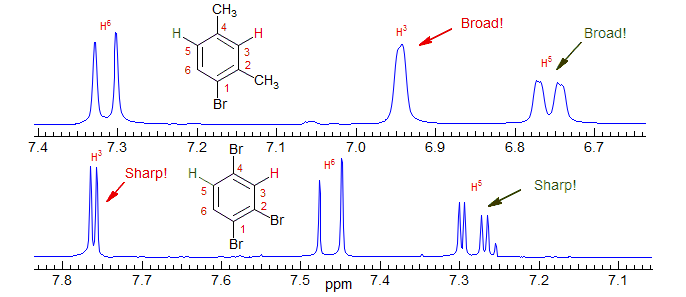 CH₃
H⁶
H
4
H
5
3
6
2
CH₃
1
Br
H³
Broad!
H⁵
Broad!
7.4 7.3 7.2 7.1 7.0 6.9 6.8 6.7
H³
Sharp!
Br
H
4
H
5
3
6
2
Br
1
Br
H⁶
H⁵
Sharp!
7.8 7.7 7.6 7.5 ppm 7.4 7.3 7.2 7.1